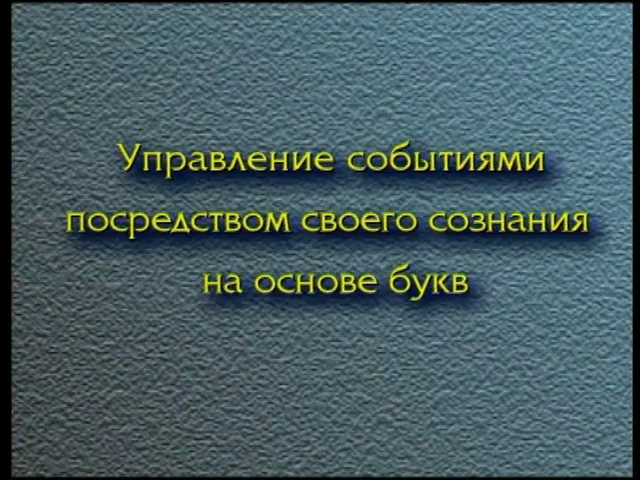 Управление событиями
посредством своего сознания
на основе букв